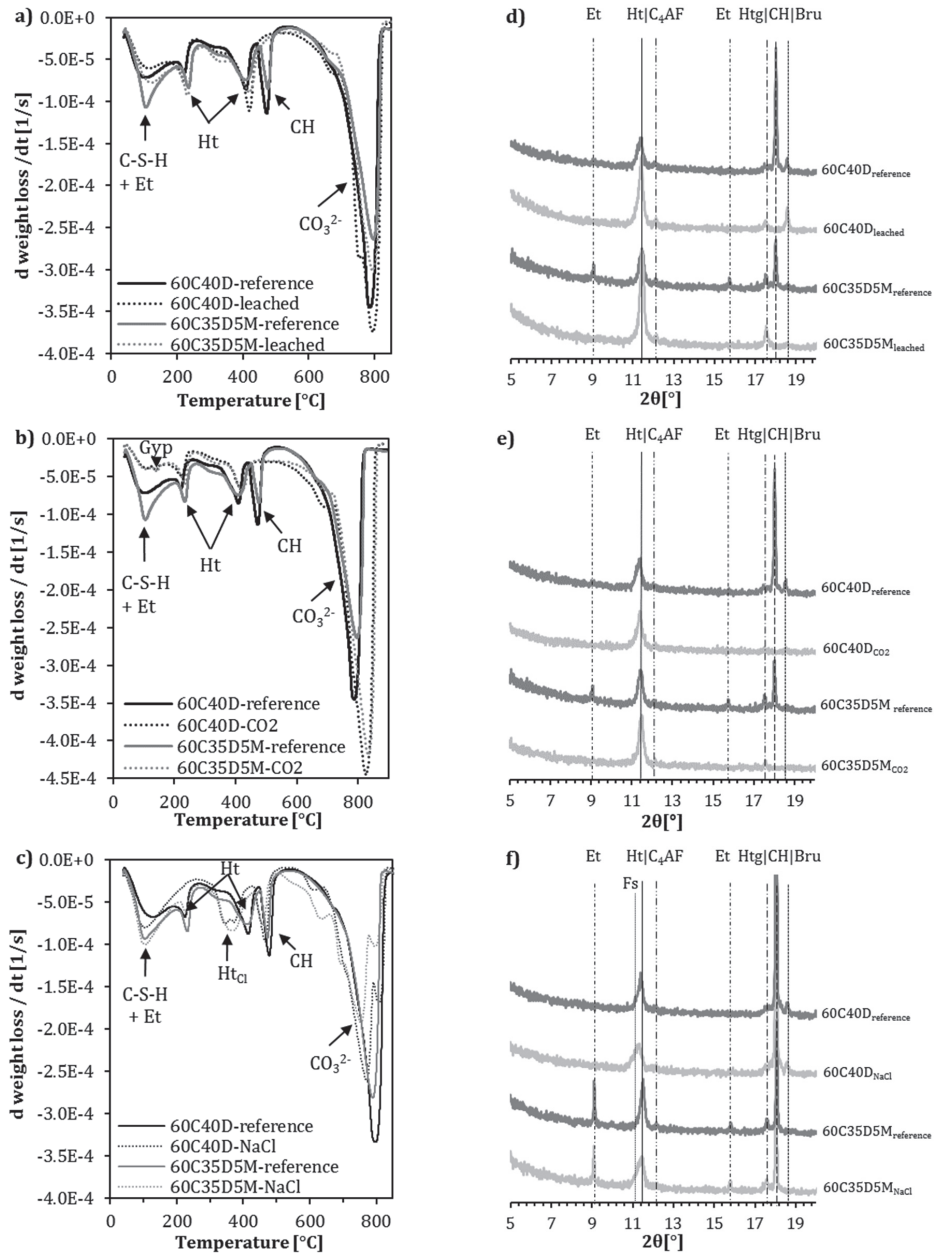 a)
d weight loss / dt [1/s]
0.0E+0
-5.0E-5
-1.0E-4
-1.5E-4
-2.0E-4
-2.5E-4
-3.0E-4
-3.5E-4
-4.0E-4
C-S-H
+ Et
Ht
CH
CO₃²⁻
60C40D-reference
60C40D-leached
60C35D5M-reference
60C35D5M-leached
0 200 400 600 800
Temperature [°C]
d)
Et Ht|C₄AF Et Htg|CH|Bru
60C40Dreference
60C40Dleached
60C35D5Mreference
60C35D5Mleached
5 7 9 11 13 15 17 19
2θ[°]
b)
d weight loss / dt [1/s]
0.0E+0
-5.0E-5
-1.0E-4
-1.5E-4
-2.0E-4
-2.5E-4
-3.0E-4
-3.5E-4
-4.0E-4
-4.5E-4
Gyp
C-S-H
+ Et
Ht
CH
CO₃²⁻
60C40D-reference
60C40D-CO2
60C35D5M-reference
60C35D5M-CO2
0 200 400 600 800
Temperature [°C]
e)
Et Ht|C₄AF Et Htg|CH|Bru
60C40Dreference
60C40DCO2
60C35D5M reference
60C35D5MCO2
5 7 9 11 13 15 17 19
2θ[°]
c)
d weight loss / dt [1/s]
0.0E+0
-5.0E-5
-1.0E-4
-1.5E-4
-2.0E-4
-2.5E-4
-3.0E-4
-3.5E-4
-4.0E-4
Ht
C-S-H
+ Et
HtCl
CH
CO₃²⁻
60C40D-reference
60C40D-NaCl
60C35D5M-reference
60C35D5M-NaCl
0 200 400 600 800
Temperature [°C]
f)
Et Ht|C₄AF Et Htg|CH|Bru
Fs
60C40Dreference
60C40DNaCl
60C35D5Mreference
60C35D5MNaCl
5 7 9 11 13 15 17 19
2θ[°]